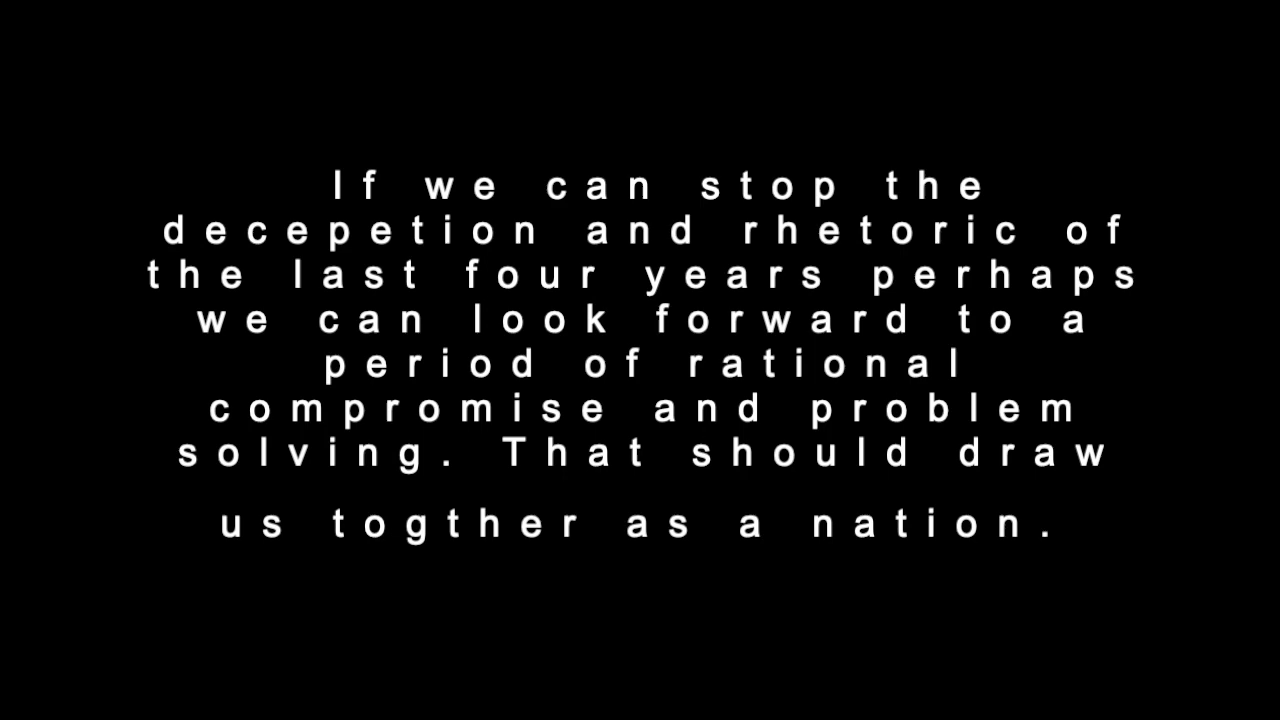 If we can stop the
decepetion and rhetoric of
the last four years perhaps
we can look forward to a
period of rational
compromise and problem
solving. That should draw
us togther as a nation.